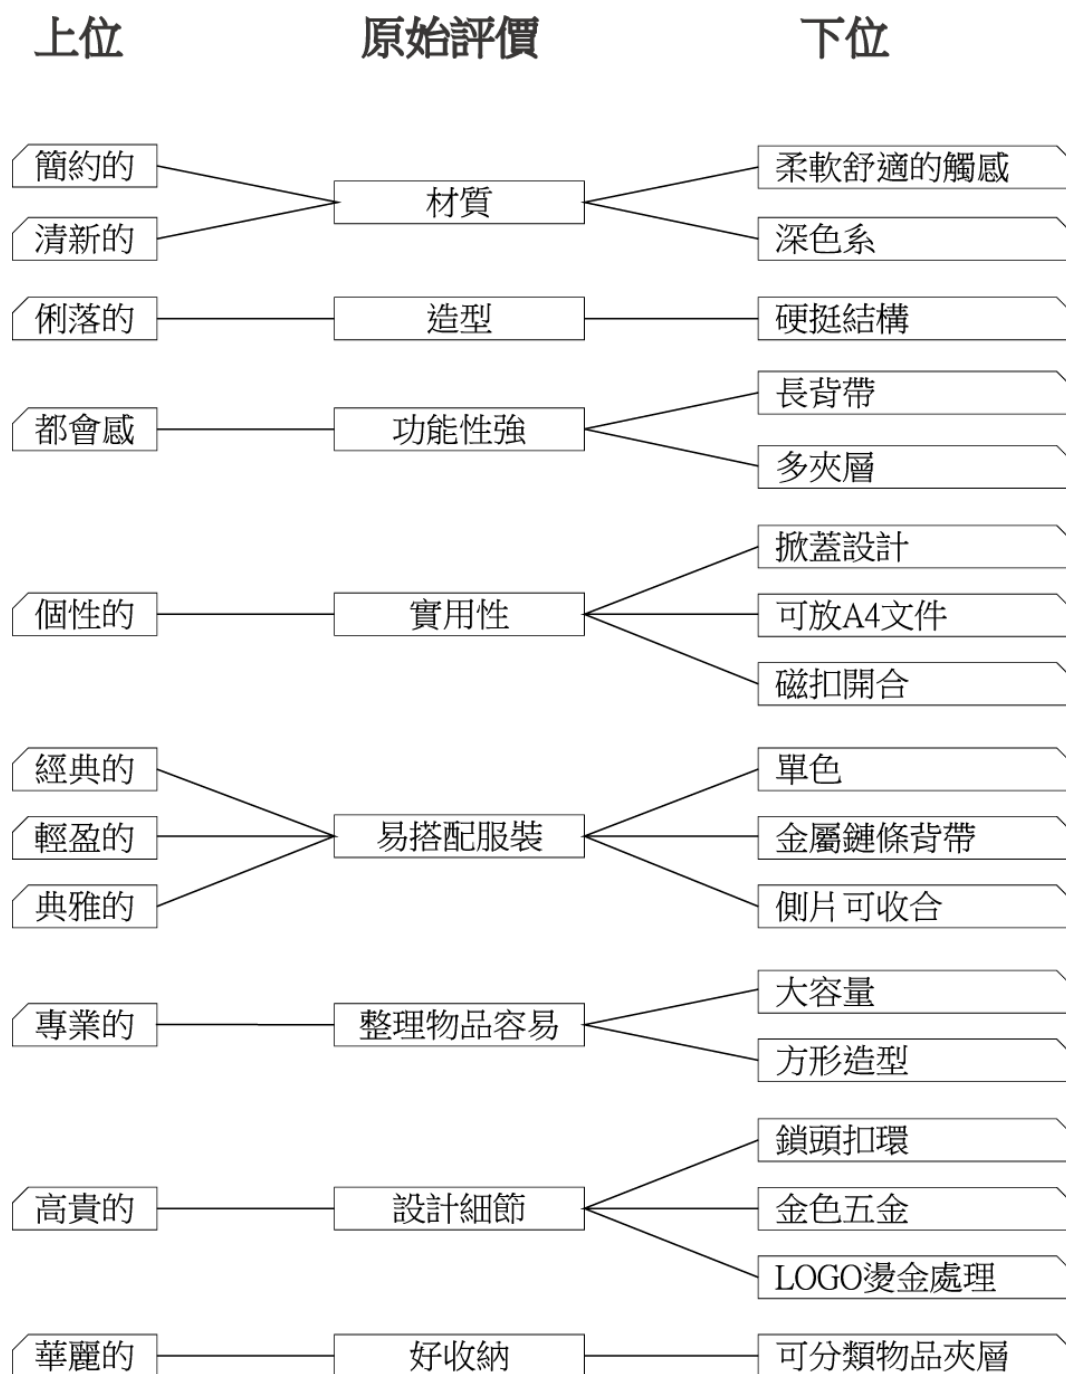 上位 原始評價 下位
簡約的 柔軟舒適的觸感
材質
清新的 深色系
俐落的 造型 硬挺結構
長背帶
都會感 功能性強
多夾層
掀蓋設計
個性的 實用性 可放A4文件
磁扣開合
經典的 單色
輕盈的 易搭配服裝 金屬鏈條背帶
典雅的 側片可收合
大容量
專業的 整理物品容易
方形造型
鎖頭扣環
高貴的 設計細節 金色五金
LOGO燙金處理
華麗的 好收納 可分類物品夾層